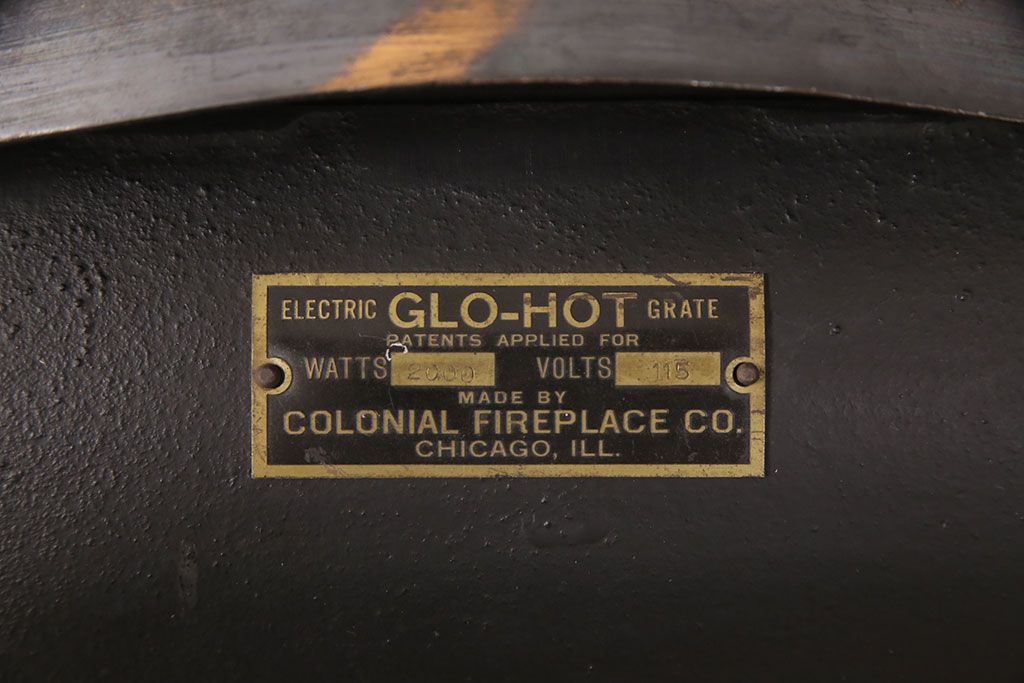 ELECTRIC GLO-HOT GRATE
PATENTS APPLIED FOR
WATTS 2000 VOLTS 115
MADE BY
COLONIAL FIREPLACE CO.
CHICAGO, ILL.